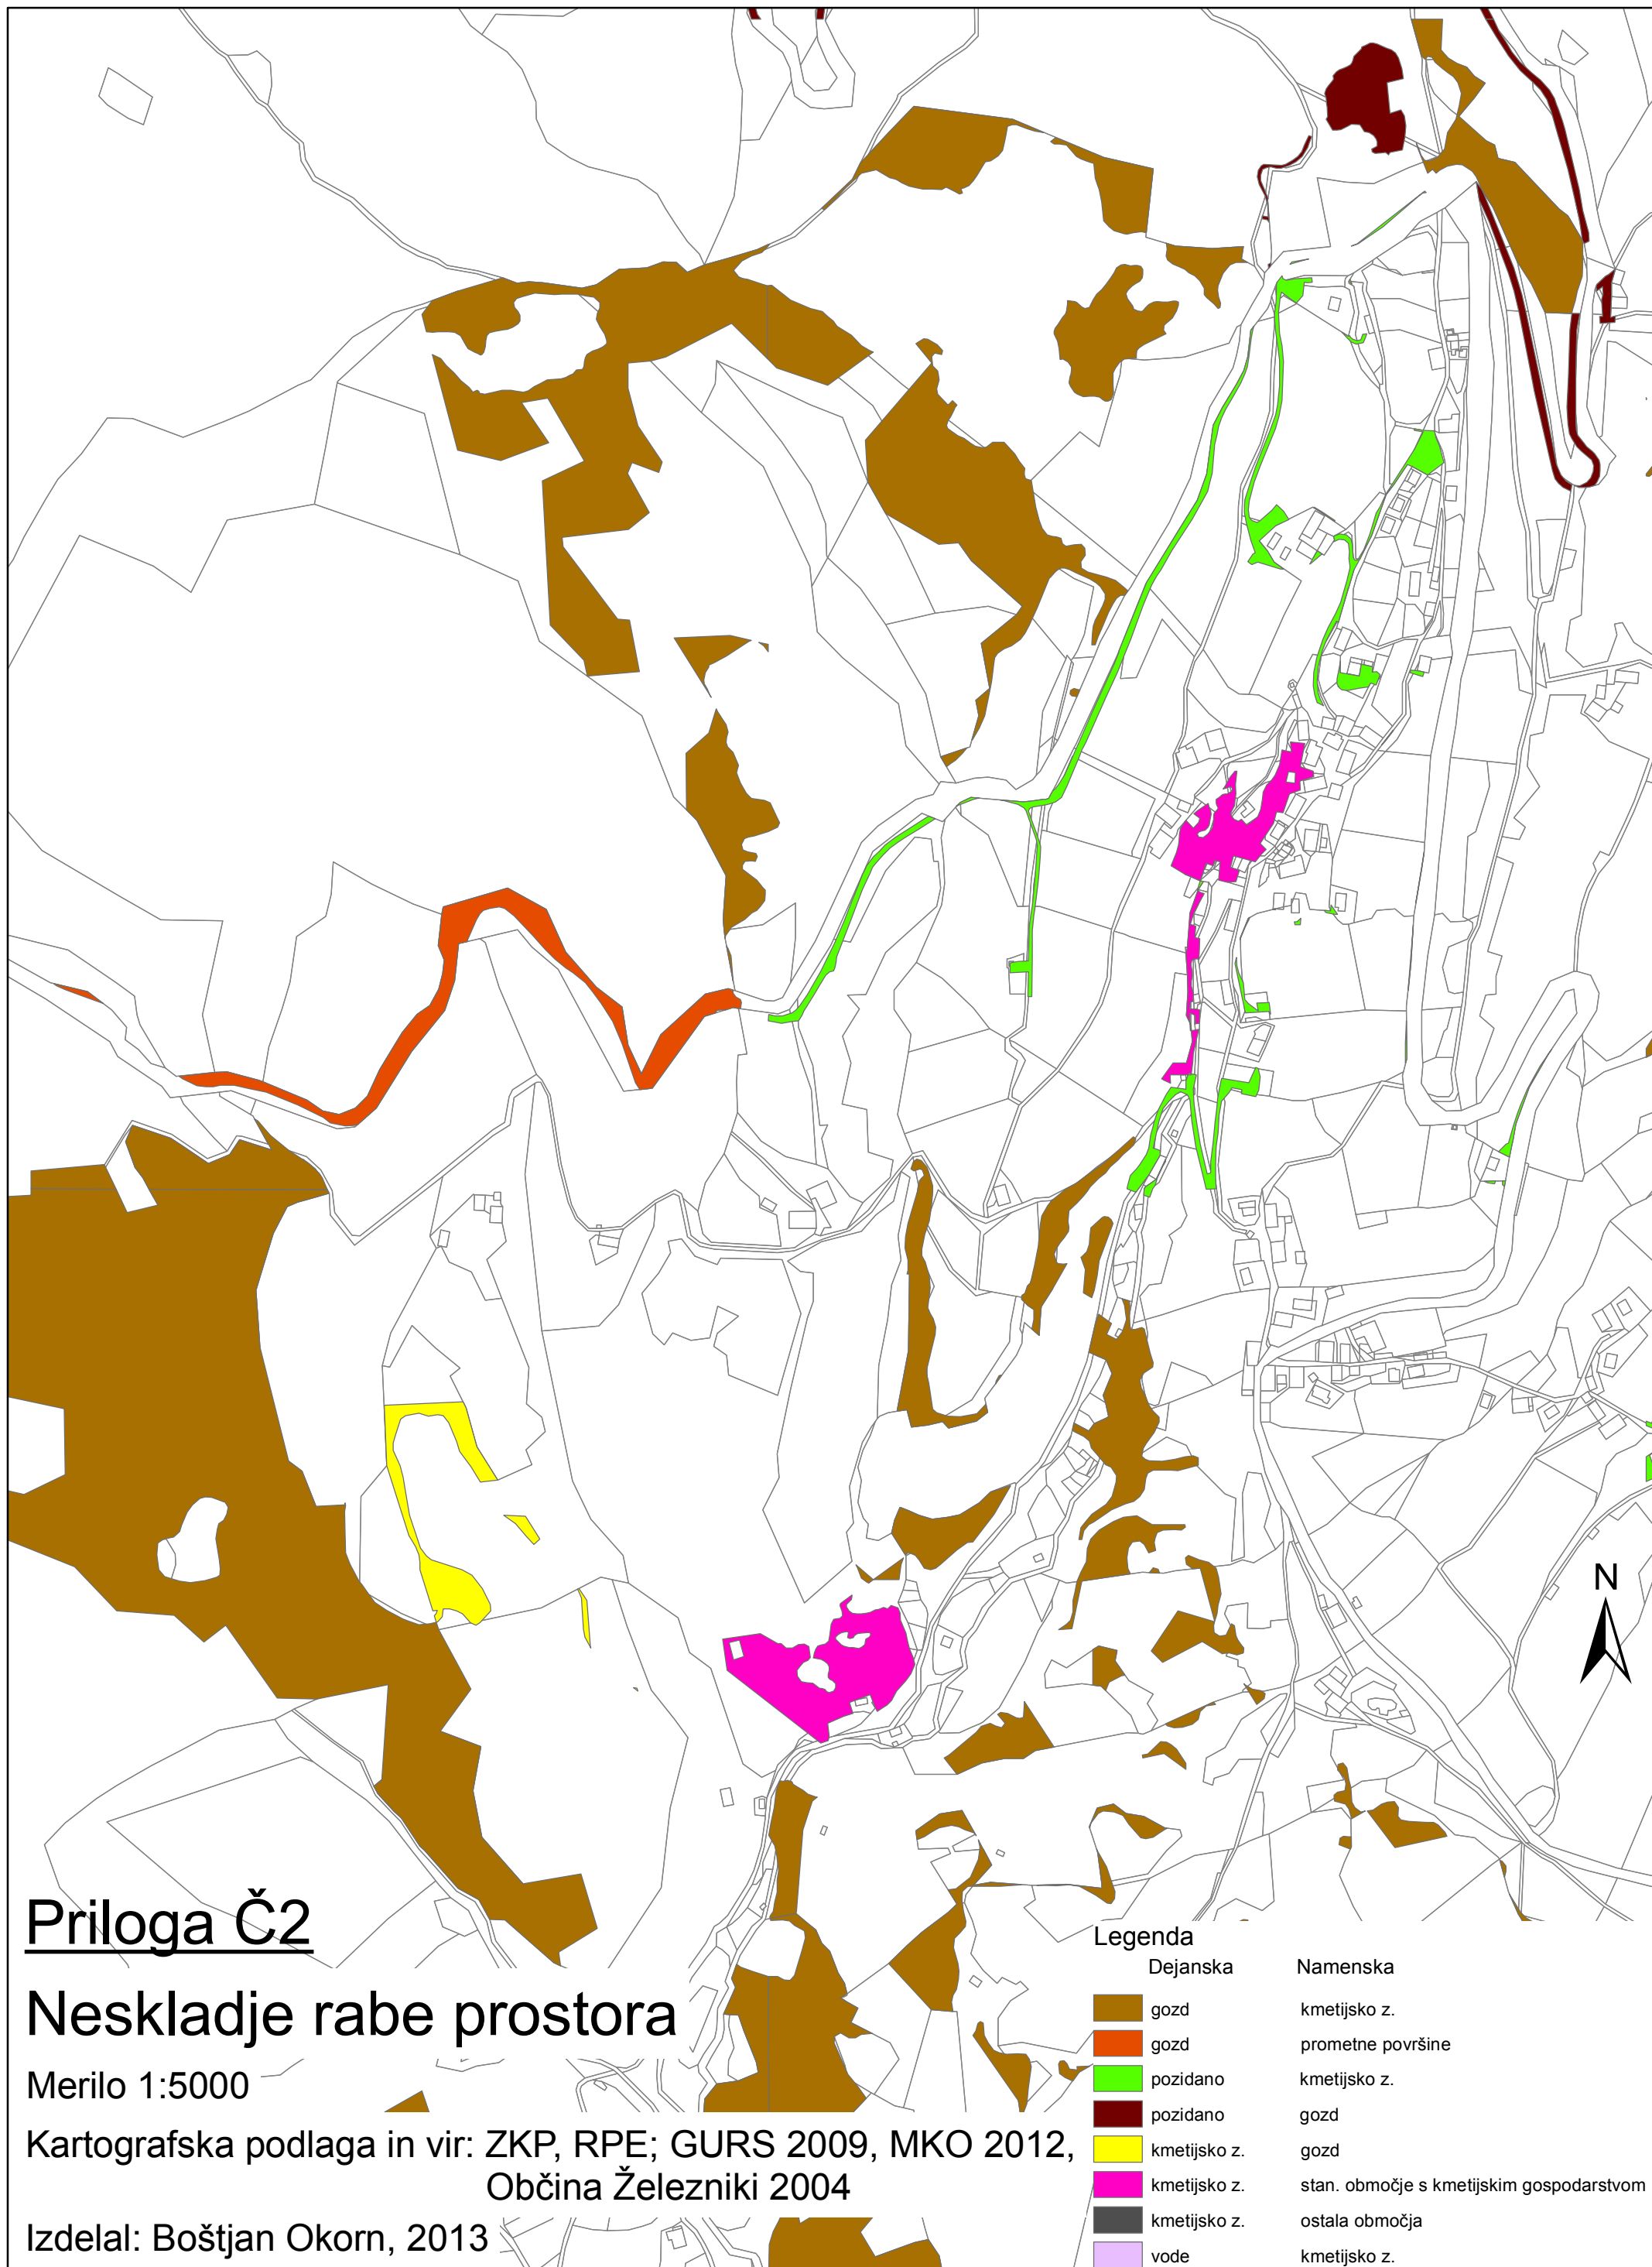 N
Priloga Č2
Neskladje rabe prostora
Merilo 1:5000
Kartografska podlaga in vir: ZKP, RPE; GURS 2009, MKO 2012,
Občina Železniki 2004
Izdelal: Boštjan Okorn, 2013
Legenda
Dejanska Namenska
gozd kmetijsko z.
gozd prometne površine
pozidano kmetijsko z.
pozidano gozd
kmetijsko z. gozd
kmetijsko z. stan. območje s kmetijskim gospodarstvom
kmetijsko z. ostala območja
vode kmetijsko z.